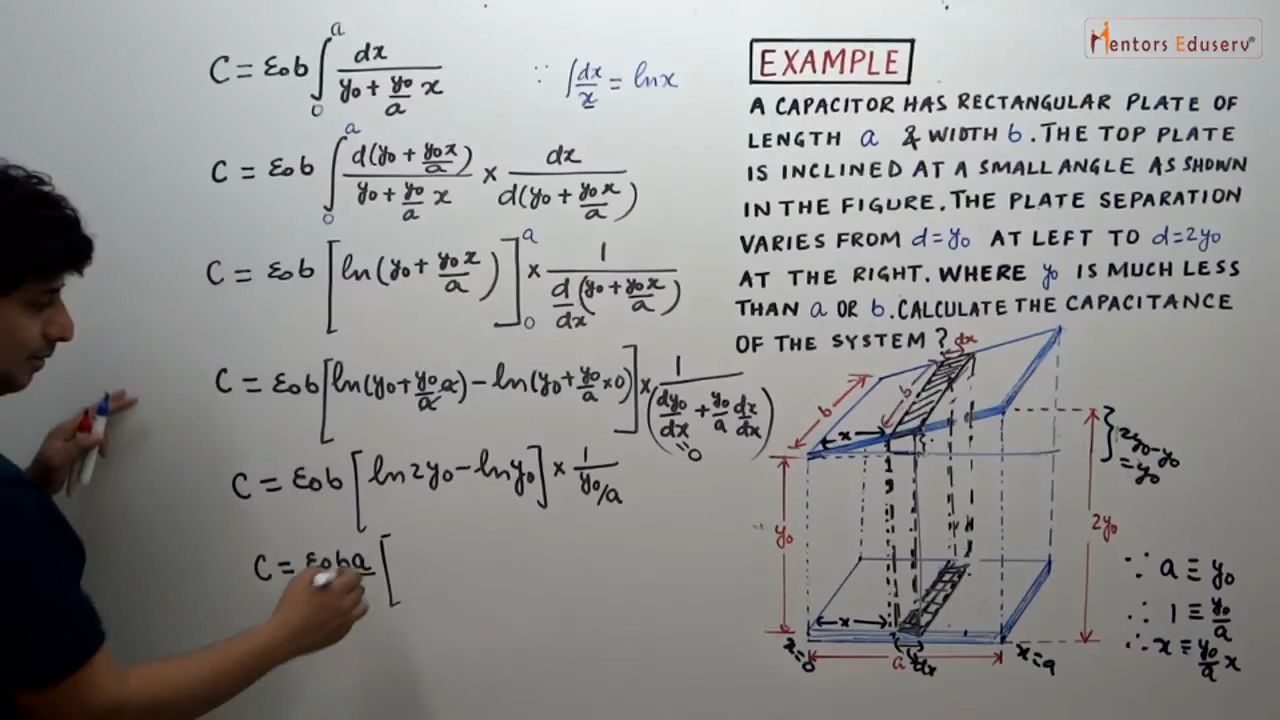 Mentors Eduserv®
C = ε₀b ∫₀ᵃ dx / (y₀ + y₀/a x) ∵ ∫dx/x = lnx
C = ε₀b ∫₀ᵃ d(y₀ + y₀x/a) / (y₀ + y₀/a x) × dx / d(y₀ + y₀x/a)
C = ε₀b [ln(y₀ + y₀x/a)]₀ᵃ × 1 / (d/dx (y₀ + y₀x/a))
C = ε₀b [ln(y₀ + y₀/a a) − ln(y₀ + y₀/a ×0)] × 1 / (dy₀/dx + y₀/a dx/dx)
=0
C = ε₀b [ln2y₀ − lny₀] × 1 / (y₀/a)
C = ε₀ba [
EXAMPLE
A CAPACITOR HAS RECTANGULAR PLATE OF
LENGTH a & WIDTH b. THE TOP PLATE
IS INCLINED AT A SMALL ANGLE AS SHOWN
IN THE FIGURE. THE PLATE SEPARATION
VARIES FROM d=y₀ AT LEFT TO d=2y₀
AT THE RIGHT. WHERE y₀ IS MUCH LESS
THAN a OR b. CALCULATE THE CAPACITANCE
OF THE SYSTEM?
dx
b
b
x
2y₀-y₀
=y₀
y₀
2y₀
x
x=0
a
dx
x=a
∵ a ≡ y₀
∴ 1 ≡ y₀/a
∴ x ≡ y₀/a x